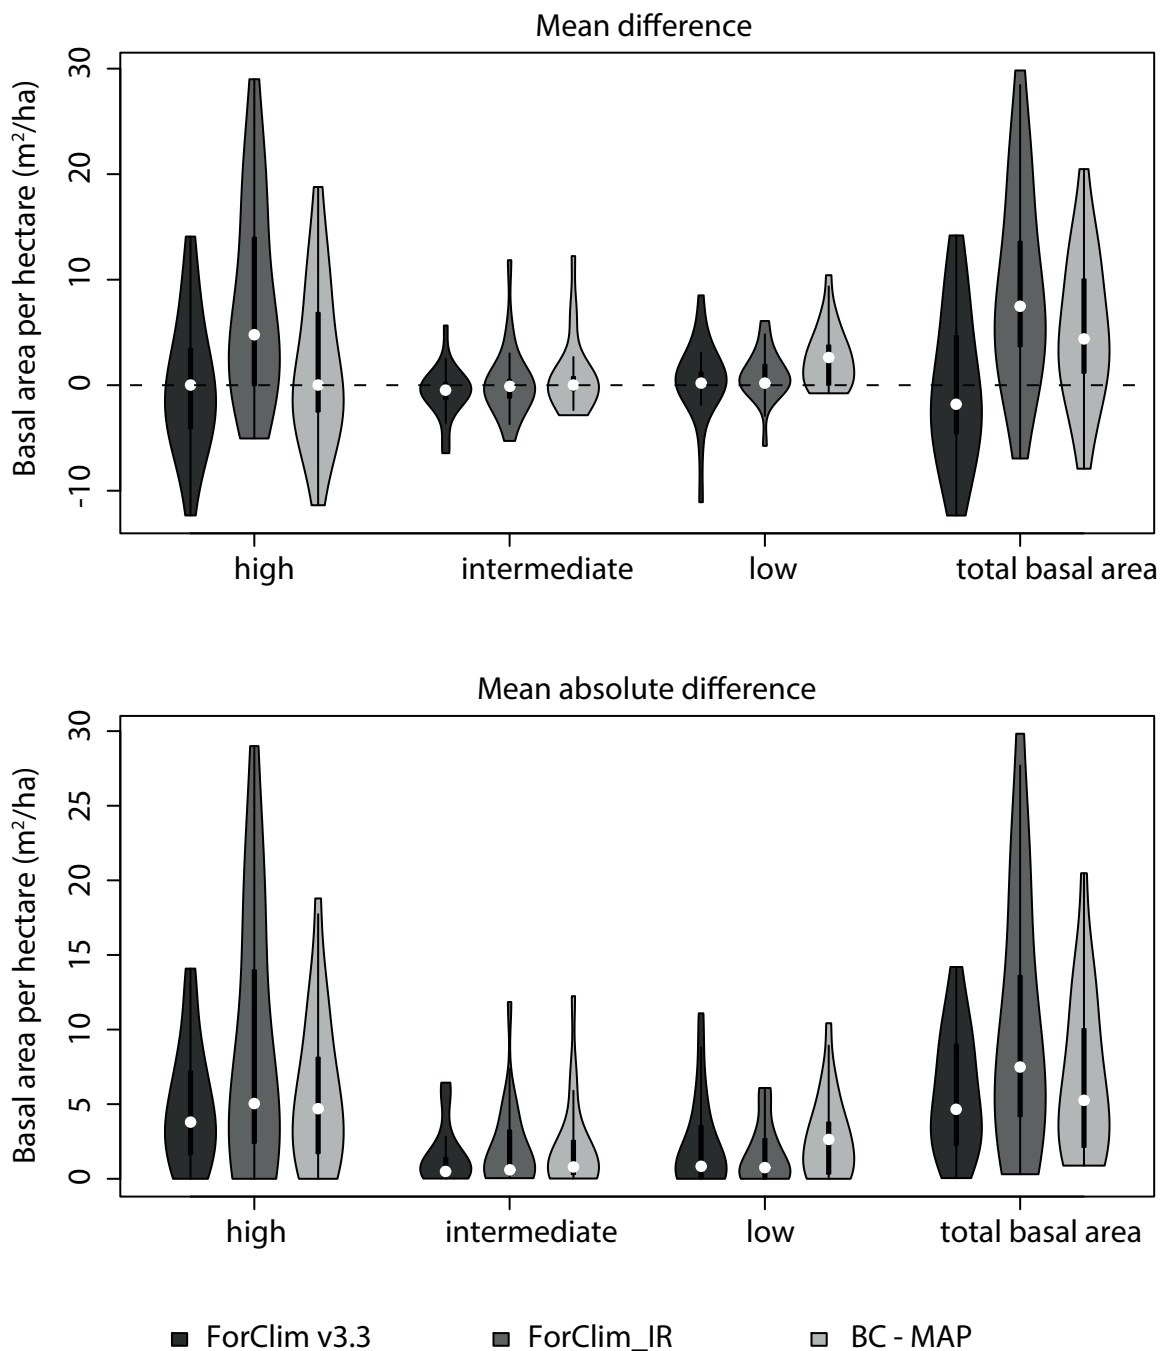 Mean difference
Basal area per hectare (m²/ha)
30
20
10
0
-10
high intermediate low total basal area
Mean absolute difference
Basal area per hectare (m²/ha)
30
25
20
15
10
5
0
high intermediate low total basal area
ForClim v3.3 ForClim_IR BC - MAP